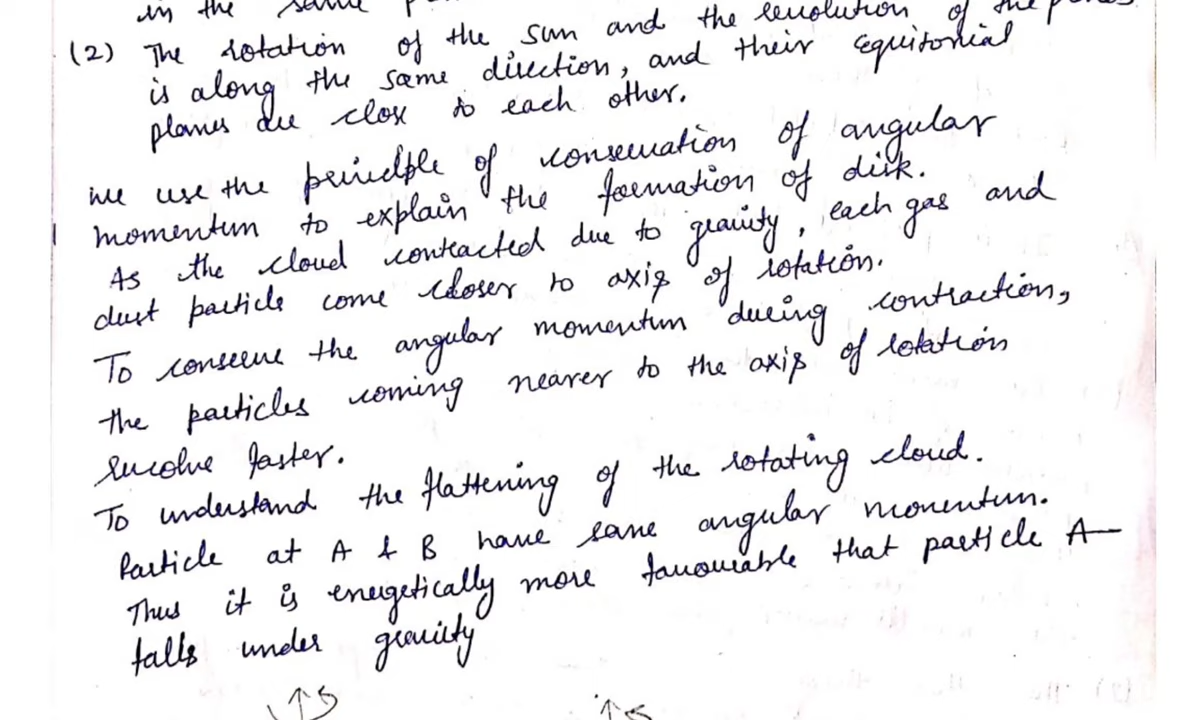 in the same
(2) The rotation of the sun and the revolution of the
is along the same direction, and their equitorial
planes are close to each other.
We use the principle of conservation of angular
momentum to explain the formation of disk.
As the cloud contracted due to gravity, each gas and
dust particle come closer to axis of rotation.
To conserve the angular momentum during contraction,
the particles coming nearer to the axis of rotation
revolve faster.
To understand the flattening of the rotating cloud.
Particle at A & B have same angular momentum.
Thus it is energetically more favourable that particle A
falls under gravity